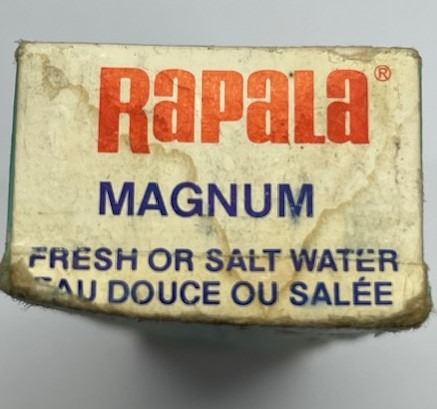 RAPALA®
MAGNUM
FRESH OR SALT WATER
EAU DOUCE OU SALÉE